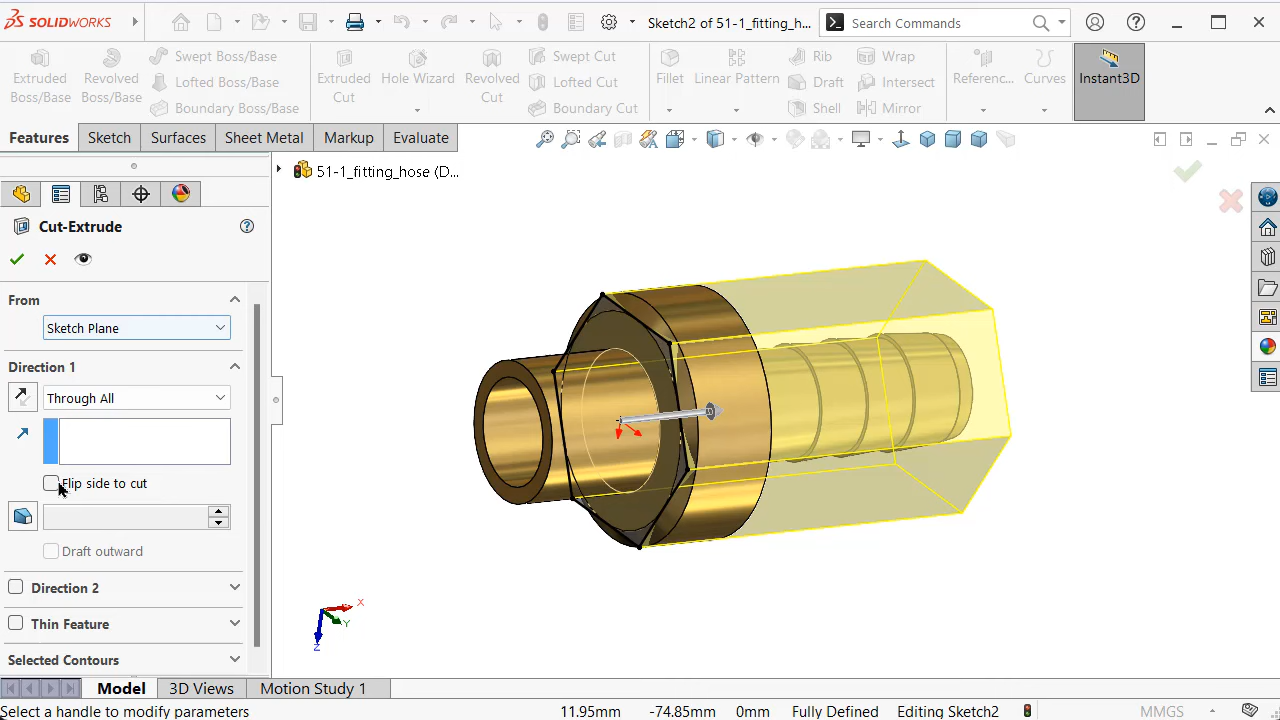 SOLIDWORKS
Sketch2 of 51-1_fitting_h...
Search Commands
Extruded Boss/Base
Revolved Boss/Base
Swept Boss/Base
Lofted Boss/Base
Boundary Boss/Base
Extruded Cut
Hole Wizard
Revolved Cut
Swept Cut
Lofted Cut
Boundary Cut
Fillet
Linear Pattern
Rib
Draft
Shell
Wrap
Intersect
Mirror
Referenc...
Curves
Instant3D
Features
Sketch
Surfaces
Sheet Metal
Markup
Evaluate
51-1_fitting_hose (D...
Cut-Extrude
From
Sketch Plane
Direction 1
Through All
Flip side to cut
Draft outward
Direction 2
Thin Feature
Selected Contours
X
Y
Z
Model
3D Views
Motion Study 1
Select a handle to modify parameters
11.95mm
-74.85mm
0mm
Fully Defined
Editing Sketch2
MMGS